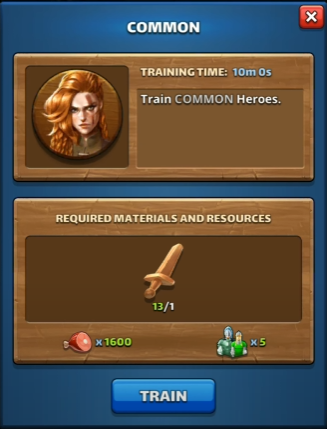 COMMON
TRAINING TIME: 10m 0s
Train COMMON Heroes.
REQUIRED MATERIALS AND RESOURCES
13/1
x 1600
x 5
TRAIN